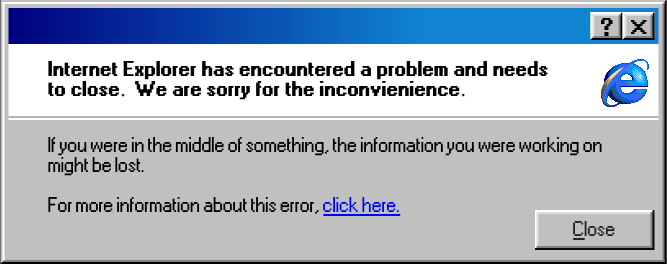 Internet Explorer has encountered a problem and needs
to close. We are sorry for the inconvienience.
If you were in the middle of something, the information you were working on
might be lost.
For more information about this error, click here.
Close